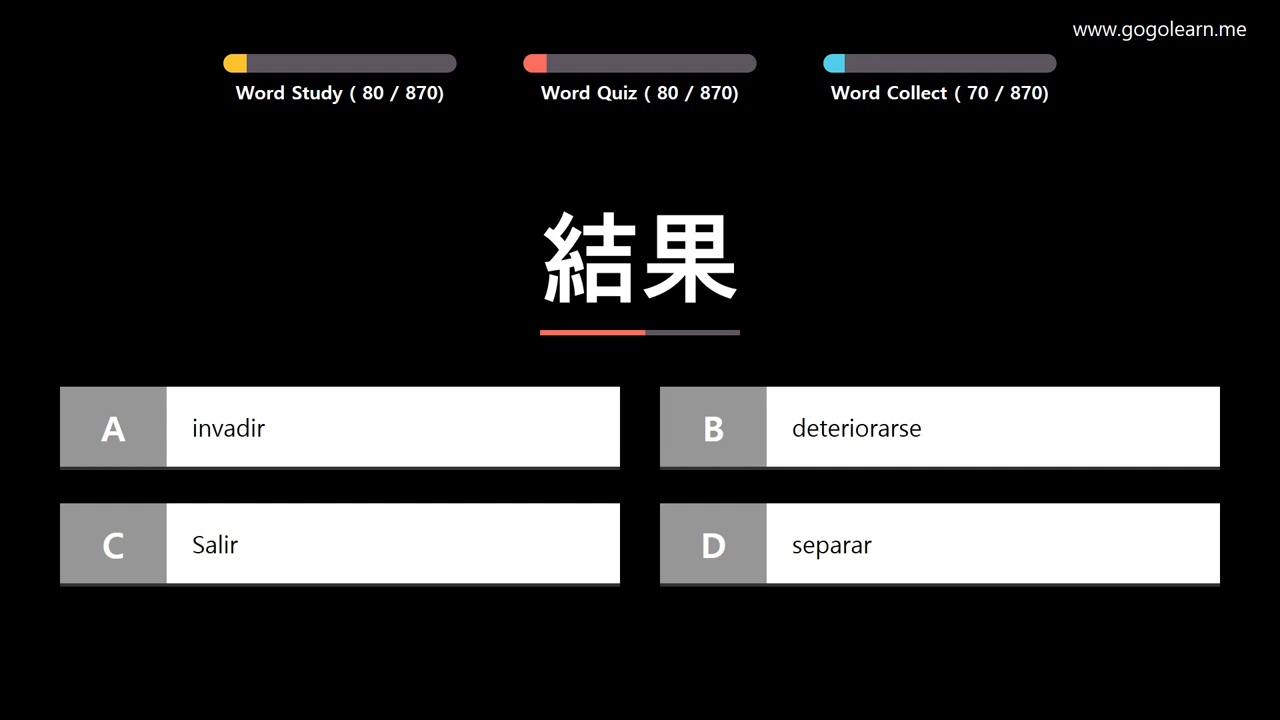 www.gogolearn.me
Word Study ( 80 / 870)
Word Quiz ( 80 / 870)
Word Collect ( 70 / 870)
結果
A invadir
B deteriorarse
C Salir
D separar